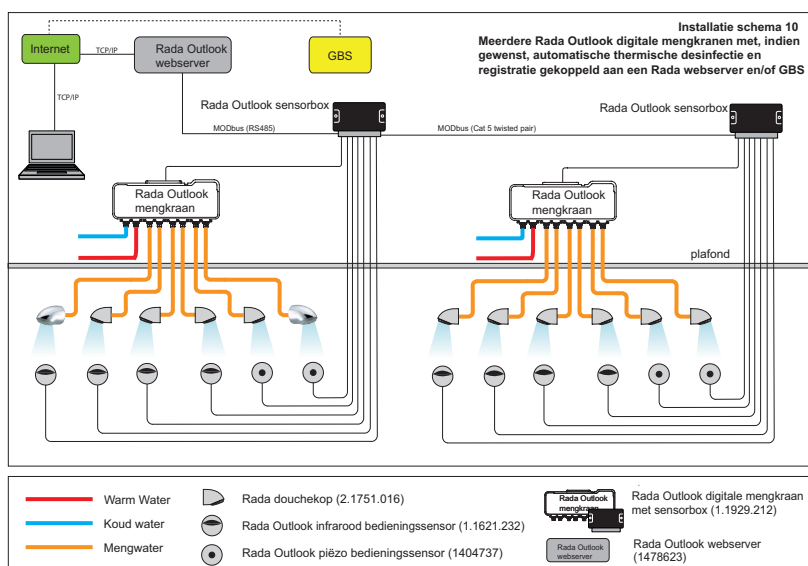 Installatie schema 10
Meerdere Rada Outlook digitale mengkranen met, indien
gewenst, automatische thermische desinfectie en
registratie gekoppeld aan een Rada webserver en/of GBS
Internet
TCP/IP
Rada Outlook
webserver
GBS
TCP/IP
Rada Outlook sensorbox
Rada Outlook sensorbox
MODbus (RS485)
MODbus (Cat 5 twisted pair)
Rada Outlook
mengkraan
Rada Outlook
mengkraan
plafond
Warm Water
Koud water
Mengwater
Rada douchekop (2.1751.016)
Rada Outlook infrarood bedieningssensor (1.1621.232)
Rada Outlook piëzo bedieningssensor (1404737)
Rada Outlook
mengkraan
Rada Outlook digitale mengkraan
met sensorbox (1.1929.212)
Rada Outlook
webserver
Rada Outlook webserver
(1478623)